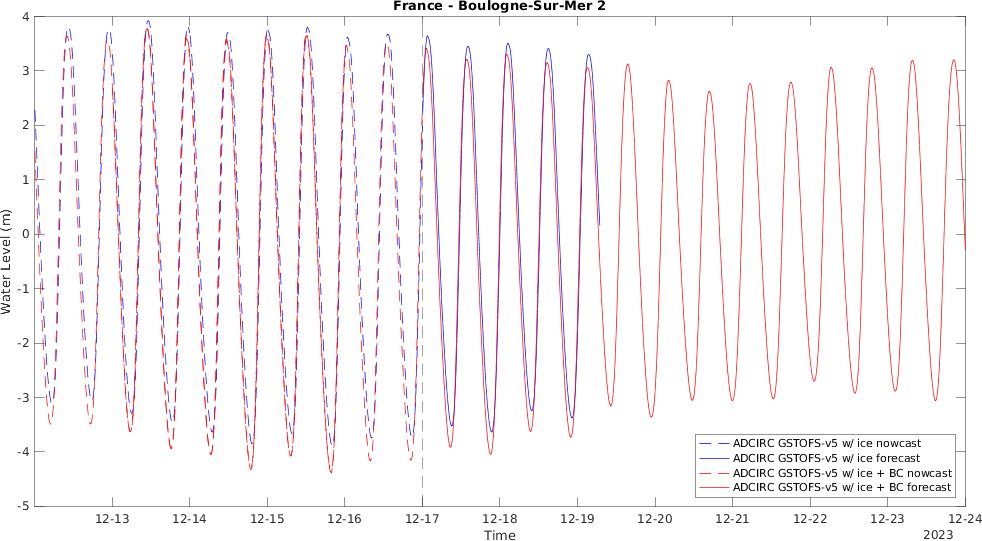 France - Boulogne-Sur-Mer 2
Water Level (m)
4
3
2
1
0
-1
-2
-3
-4
-5
ADCIRC GSTOFS-v5 w/ ice nowcast
ADCIRC GSTOFS-v5 w/ ice forecast
ADCIRC GSTOFS-v5 w/ ice + BC nowcast
ADCIRC GSTOFS-v5 w/ ice + BC forecast
12-13 12-14 12-15 12-16 12-17 12-18 12-19 12-20 12-21 12-22 12-23 12-24
Time
2023